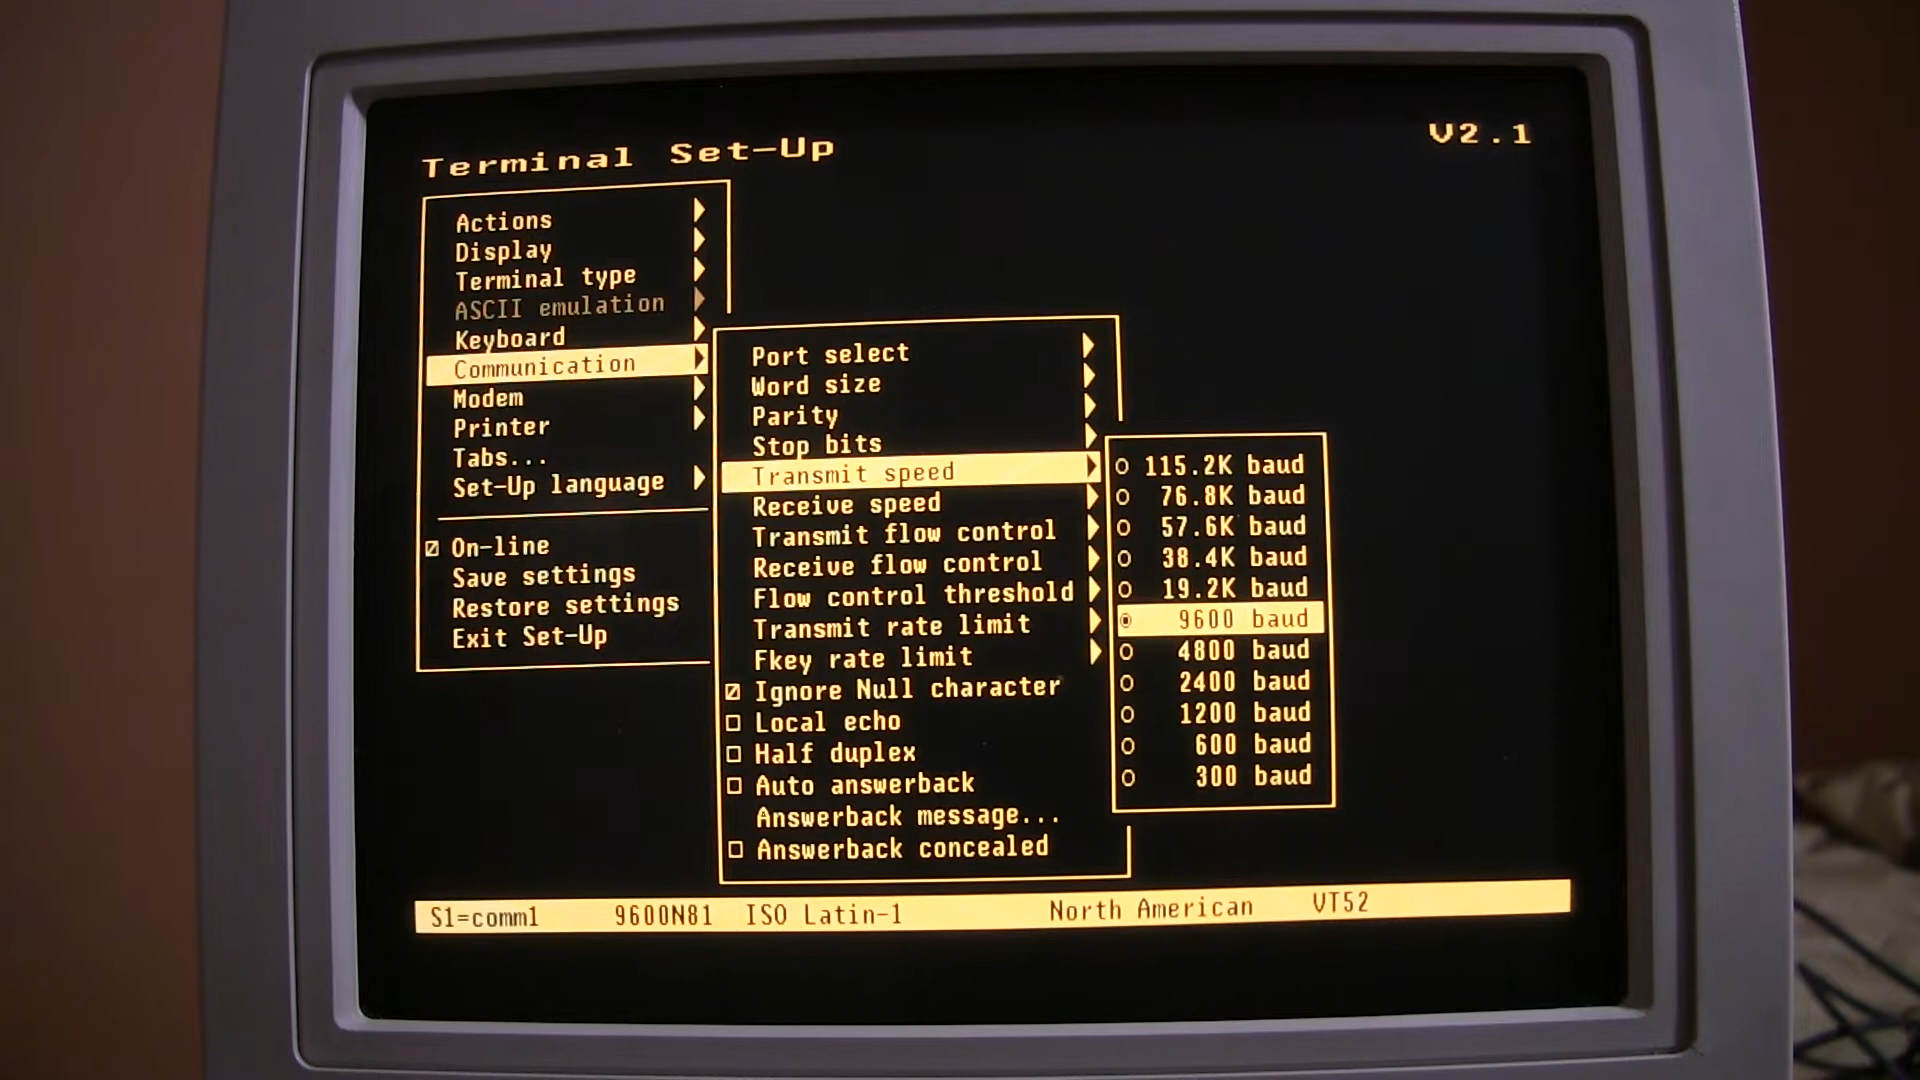 Terminal Set-Up
V2.1
Actions
Display
Terminal type
ASCII emulation
Keyboard
Communication
Modem
Printer
Tabs...
Set-Up language
On-line
Save settings
Restore settings
Exit Set-Up
Port select
Word size
Parity
Stop bits
Transmit speed
Receive speed
Transmit flow control
Receive flow control
Flow control threshold
Transmit rate limit
Fkey rate limit
Ignore Null character
Local echo
Half duplex
Auto answerback
Answerback message...
Answerback concealed
115.2K baud
76.8K baud
57.6K baud
38.4K baud
19.2K baud
9600 baud
4800 baud
2400 baud
1200 baud
600 baud
300 baud
S1=comm1 9600N81 ISO Latin-1 North American VT52